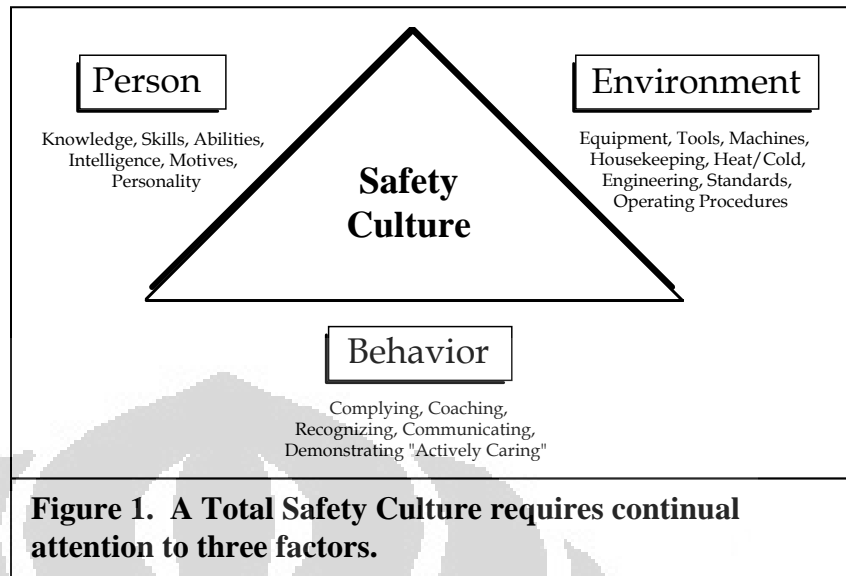 Person
Knowledge, Skills, Abilities,
Intelligence, Motives,
Personality
Environment
Equipment, Tools, Machines,
Housekeeping, Heat/Cold,
Engineering, Standards,
Operating Procedures
Safety
Culture
Behavior
Complying, Coaching,
Recognizing, Communicating,
Demonstrating "Actively Caring"
Figure 1. A Total Safety Culture requires continual
attention to three factors.